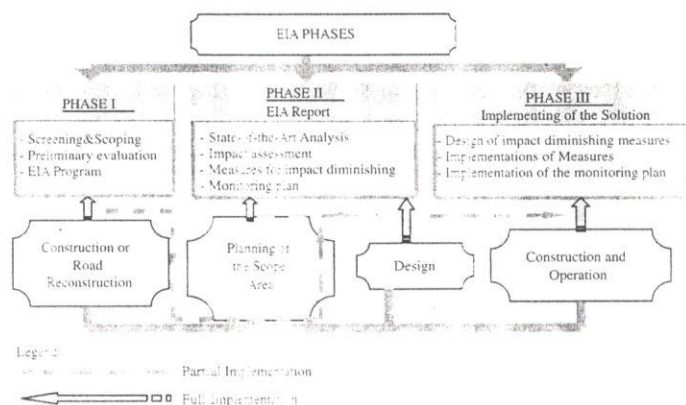 EIA PHASES
PHASE I
- Screening&Scoping
- Preliminary evaluation
- EIA Program
PHASE II
EIA Report
- State-of-the-Art Analysis
- Impact assessment
- Measures for impact diminishing
- Monitoring plan
PHASE III
Implementing of the Solution
- Design of impact diminishing measures
- Implementations of Measures
- Implementation of the monitoring plan
Construction or
Road
Reconstruction
Planning of
the Scope
Area
Design
Construction and
Operation
Legend:
Partial Implementation
Full Implementation